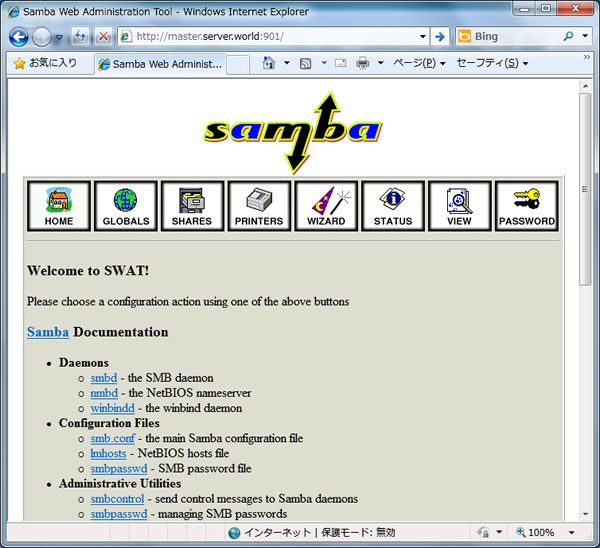 Samba Web Administration Tool - Windows Internet Explorer
http://master.server.world:901/
Bing
お気に入り
Samba Web Administ...
ページ(P)
セーフティ(S)
samba
HOME GLOBALS SHARES PRINTERS WIZARD STATUS VIEW PASSWORD
Welcome to SWAT!
Please choose a configuration action using one of the above buttons
Samba Documentation
Daemons
smbd - the SMB daemon
nmbd - the NetBIOS nameserver
winbindd - the winbind daemon
Configuration Files
smb.conf - the main Samba configuration file
lmhosts - NetBIOS hosts file
smbpasswd - SMB password file
Administrative Utilities
smbcontrol - send control messages to Samba daemons
smbpasswd - managing SMB passwords
インターネット | 保護モード: 無効
100%